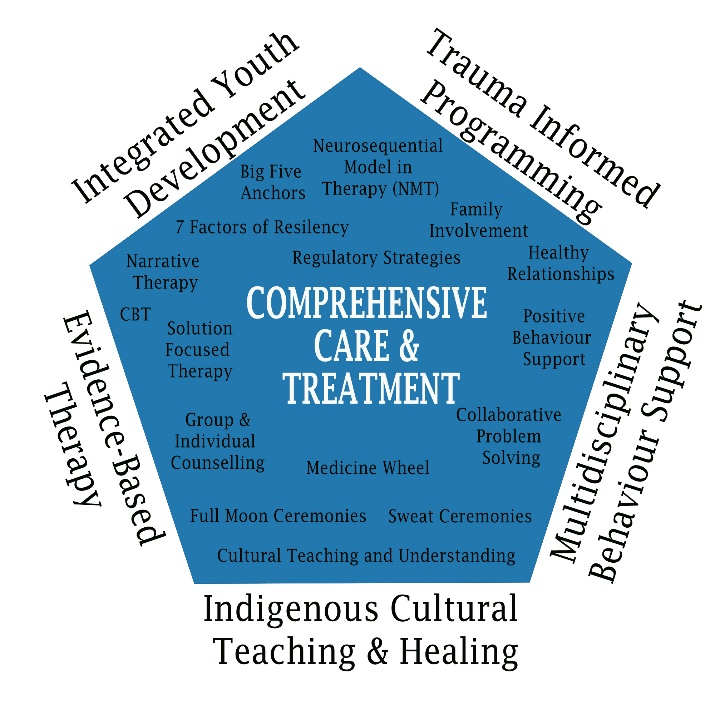 Integrated Youth
Development
Trauma Informed
Programming
Neurosequential
Model in
Therapy (NMT)
Big Five
Anchors
7 Factors of Resilency
Family
Involvement
Regulatory Strategies
Healthy
Relationships
Narrative
Therapy
CBT
Solution
Focused
Therapy
COMPREHENSIVE
CARE &
TREATMENT
Positive
Behaviour
Support
Group &
Individual
Counselling
Collaborative
Problem
Solving
Medicine Wheel
Full Moon Ceremonies
Sweat Ceremonies
Cultural Teaching and Understanding
Evidence-Based
Therapy
Multidisciplinary
Behaviour Support
Indigenous Cultural
Teaching & Healing